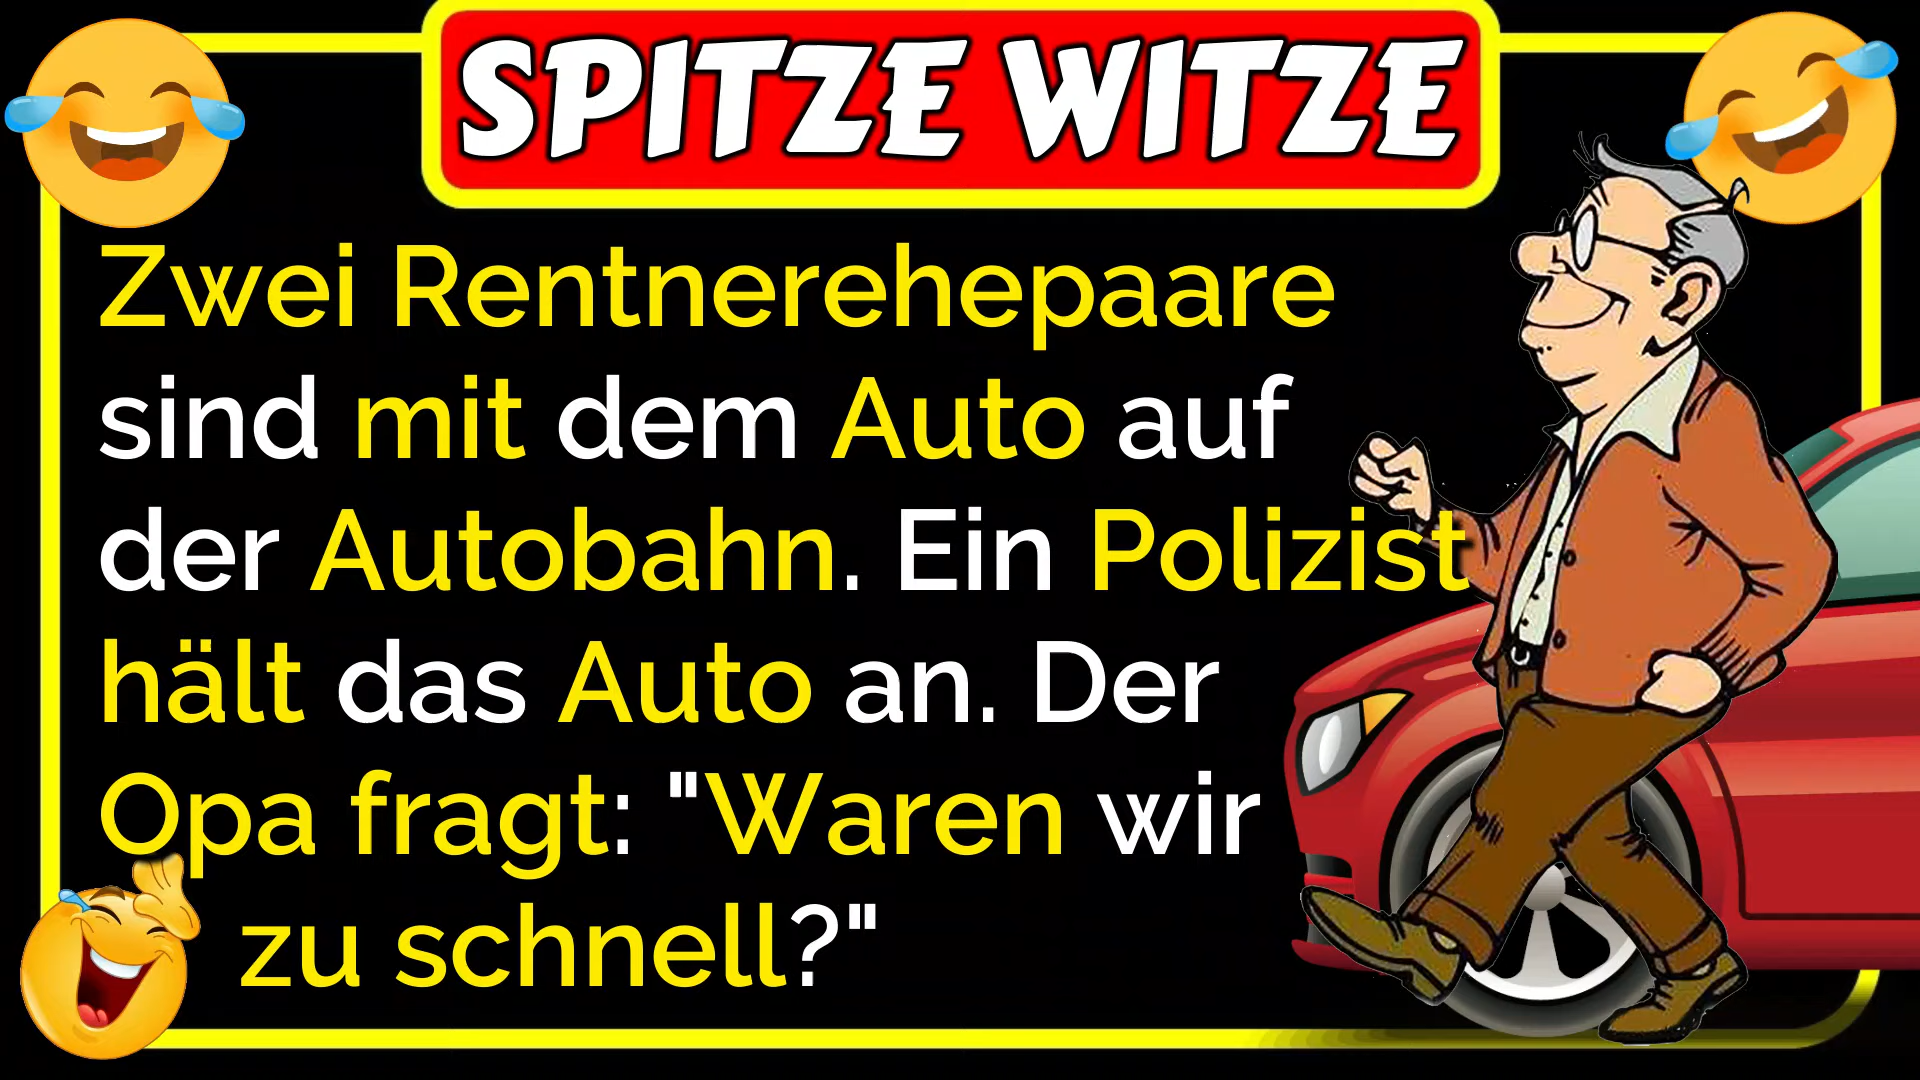 SPITZE WITZE
Zwei Rentnerehepaare
sind mit dem Auto auf
der Autobahn. Ein Polizist
hält das Auto an. Der
Opa fragt: "Waren wir
zu schnell?"